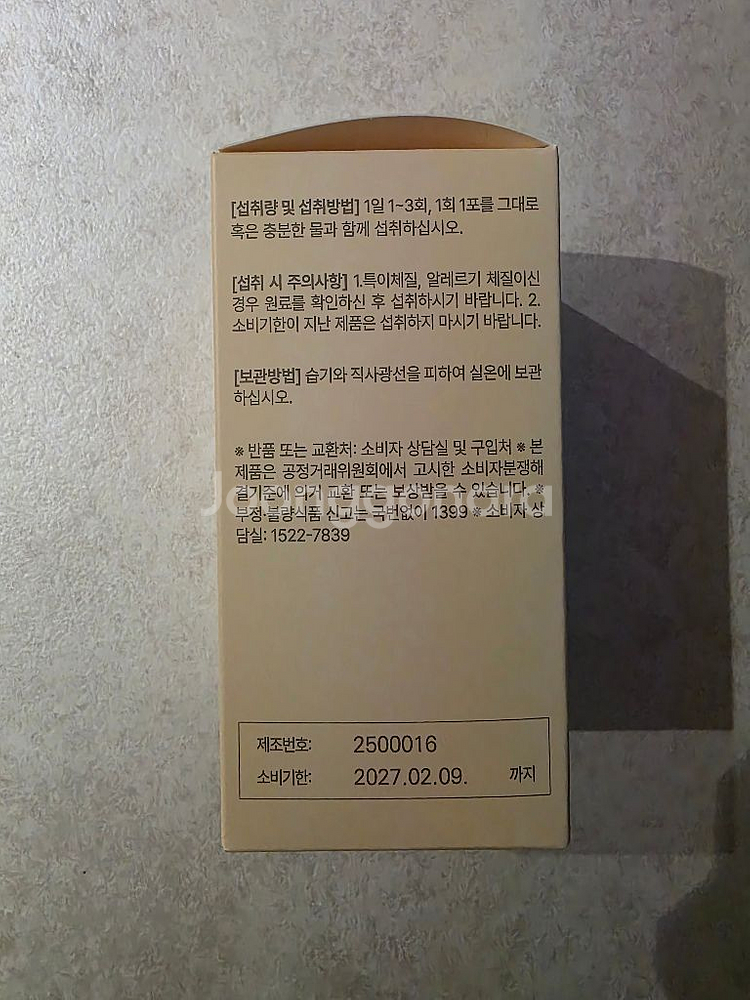 [섭취량 및 섭취방법] 1일 1~3회, 1회 1포를 그대로
혹은 충분한 물과 함께 섭취하십시오.
[섭취 시 주의사항] 1.특이체질, 알레르기 체질이신
경우 원료를 확인하신 후 섭취하시기 바랍니다. 2.
소비기한이 지난 제품은 섭취하지 마시기 바랍니다.
[보관방법] 습기와 직사광선을 피하여 실온에 보관
하십시오.
※ 반품 또는 교환처: 소비자 상담실 및 구입처 ※ 본
제품은 공정거래위원회에서 고시한 소비자분쟁해
결기준에 의거 교환 또는 보상받을 수 있습니다. ※
Joonggonara
부정·불량식품 신고는 국번없이 1399 ※ 소비자 상
담실: 1522-7839
제조번호: 2500016
소비기한: 2027.02.09. 까지